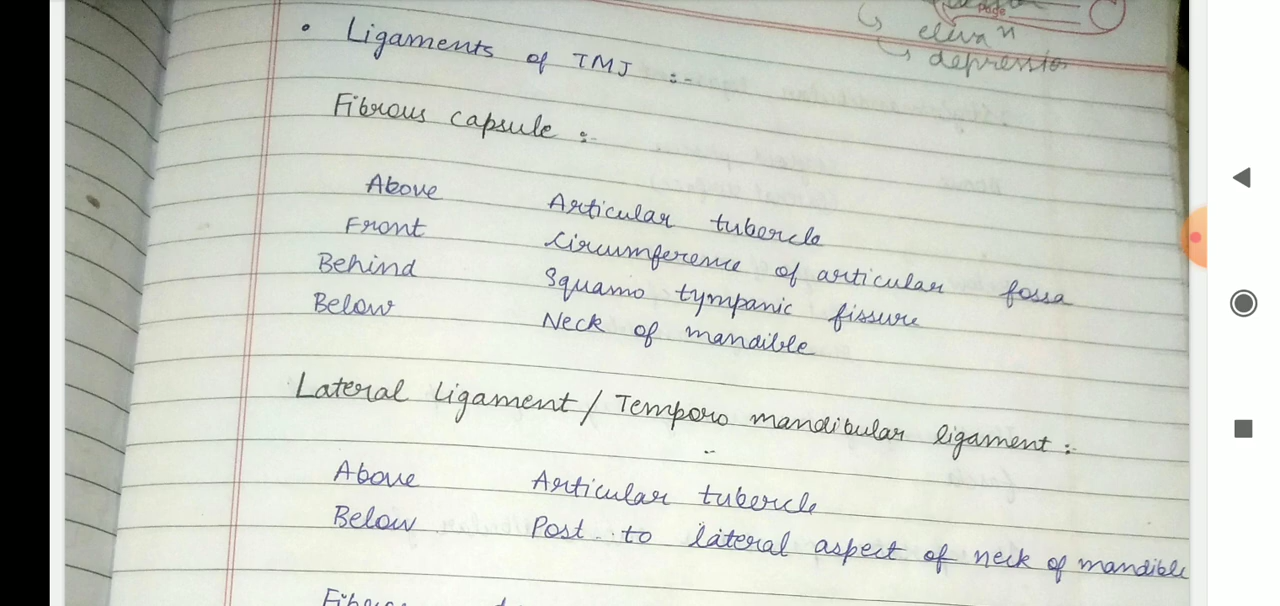 Page
elevan
depressior
• Ligaments of TMJ :-
Fibrous capsule :-
Above Articular tubercle
Front Circumference of articular fossa
Behind Squamo tympanic fissure
Below Neck of mandible
Lateral Ligament / Temporo mandibular ligament :-
Above Articular tubercle
Below Post to lateral aspect of neck of mandible